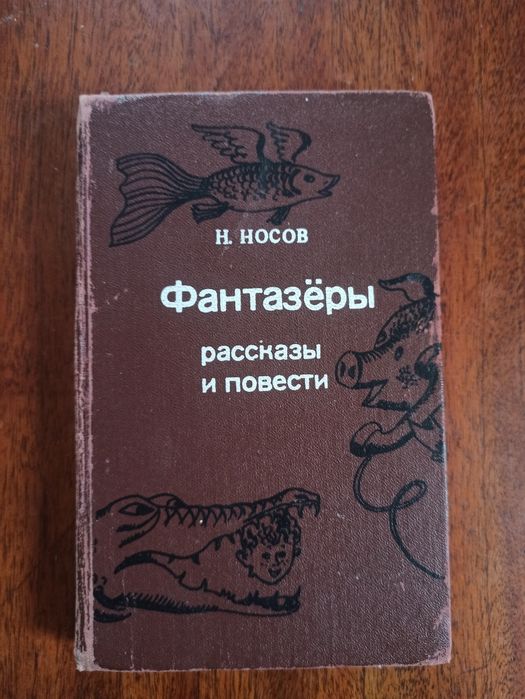 Н. НОСОВ
Фантазёры
рассказы
и повести